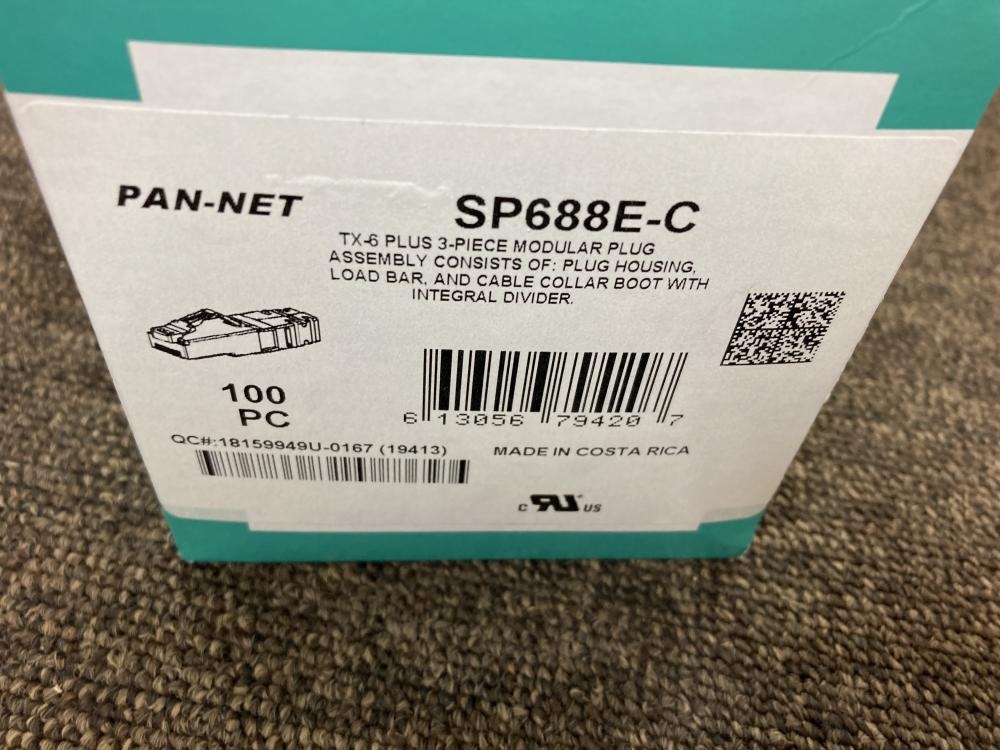 PAN-NET
SP688E-C
TX-6 PLUS 3-PIECE MODULAR PLUG
ASSEMBLY CONSISTS OF: PLUG HOUSING,
LOAD BAR, AND CABLE COLLAR BOOT WITH
INTEGRAL DIVIDER.
100
PC
6 13056 79420 7
QC#:18159949U-0167 (19413)
MADE IN COSTA RICA
C RU US